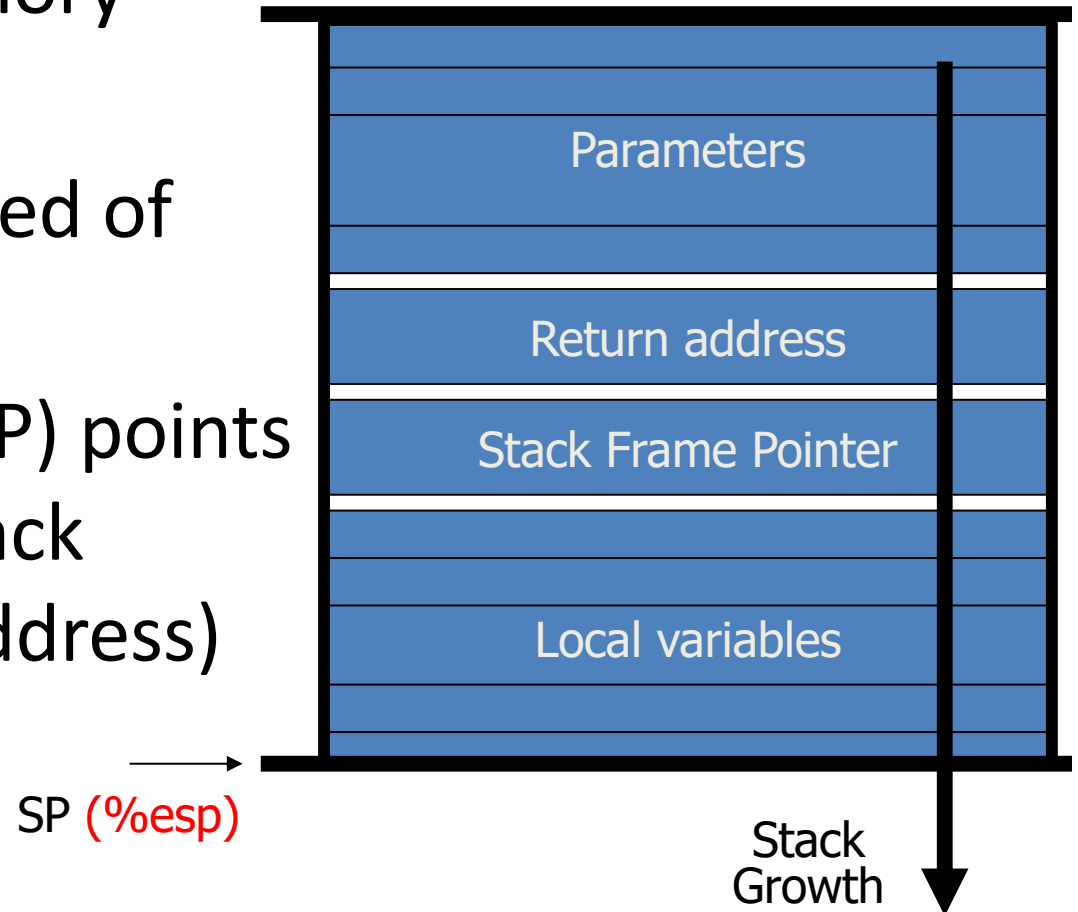 ory
ed of
P) points
ck
ddress)
SP (%esp)
Parameters
Return address
Stack Frame Pointer
Local variables
Stack
Growth